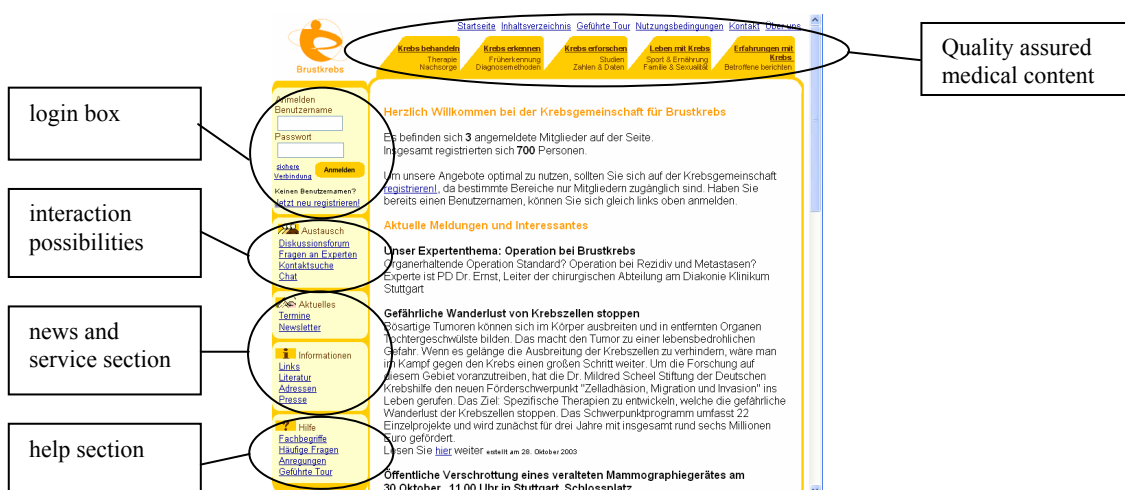 Startseite Inhaltsverzeichnis Geführte Tour Nutzungsbedingungen Kontakt Über uns
Krebs behandeln
Therapie
Nachsorge
Krebs erkennen
Früherkennung
Diagnosemethoden
Krebs erforschen
Studien
Zahlen & Daten
Leben mit Krebs
Sport & Ernährung
Familie & Sexualität
Erfahrungen mit
Krebs
Betroffene berichten
Quality assured
medical content
Brustkrebs
login box
Anmelden
Benutzername
Passwort
sichere
Verbindung
Anmelden
Keinen Benutzernamen?
Jetzt neu registrieren!
interaction
possibilities
Austausch
Diskussionsforum
Fragen an Experten
Kontaktsuche
Chat
news and
service section
Aktuelles
Termine
Newsletter
Informationen
Links
Literatur
Adressen
Presse
help section
Hilfe
Fachbegriffe
Häufige Fragen
Anregungen
Geführte Tour
Herzlich Willkommen bei der Krebsgemeinschaft für Brustkrebs
Es befinden sich 3 angemeldete Mitglieder auf der Seite.
Insgesamt registrierten sich 700 Personen.
Um unsere Angebote optimal zu nutzen, sollten Sie sich auf der Krebsgemeinschaft
registrieren!, da bestimmte Bereiche nur Mitgliedern zugänglich sind. Haben Sie
bereits einen Benutzernamen, können Sie sich gleich links oben anmelden.
Aktuelle Meldungen und Interessantes
Unser Expertenthema: Operation bei Brustkrebs
Organerhaltende Operation Standard? Operation bei Rezidiv und Metastasen?
Experte ist PD Dr. Ernst, Leiter der chirurgischen Abteilung am Diakonie Klinikum
Stuttgart
Gefährliche Wanderlust von Krebszellen stoppen
Bösartige Tumoren können sich im Körper ausbreiten und in entfernten Organen
Tochtergeschwülste bilden. Das macht den Tumor zu einer lebensbedrohlichen
Gefahr. Wenn es gelänge die Ausbreitung der Krebszellen zu verhindern, wäre man
im Kampf gegen den Krebs einen großen Schritt weiter. Um die Forschung auf
diesem Gebiet voranzutreiben, hat die Dr. Mildred Scheel Stiftung der Deutschen
Krebshilfe den neuen Förderschwerpunkt "Zelladhäsion, Migration und Invasion" ins
Leben gerufen. Das Ziel: Spezifische Therapien zu entwickeln, welche die gefährliche
Wanderlust der Krebszellen stoppen. Das Schwerpunktprogramm umfasst 22
Einzelprojekte und wird zunächst für drei Jahre mit insgesamt rund sechs Millionen
Euro gefördert.
Lesen Sie hier weiter erstellt am 28. Oktober 2003
Öffentliche Verschrottung eines veralteten Mammographiegerätes am
30.Oktober, 11.00 Uhr in Stuttgart, Schlossplatz